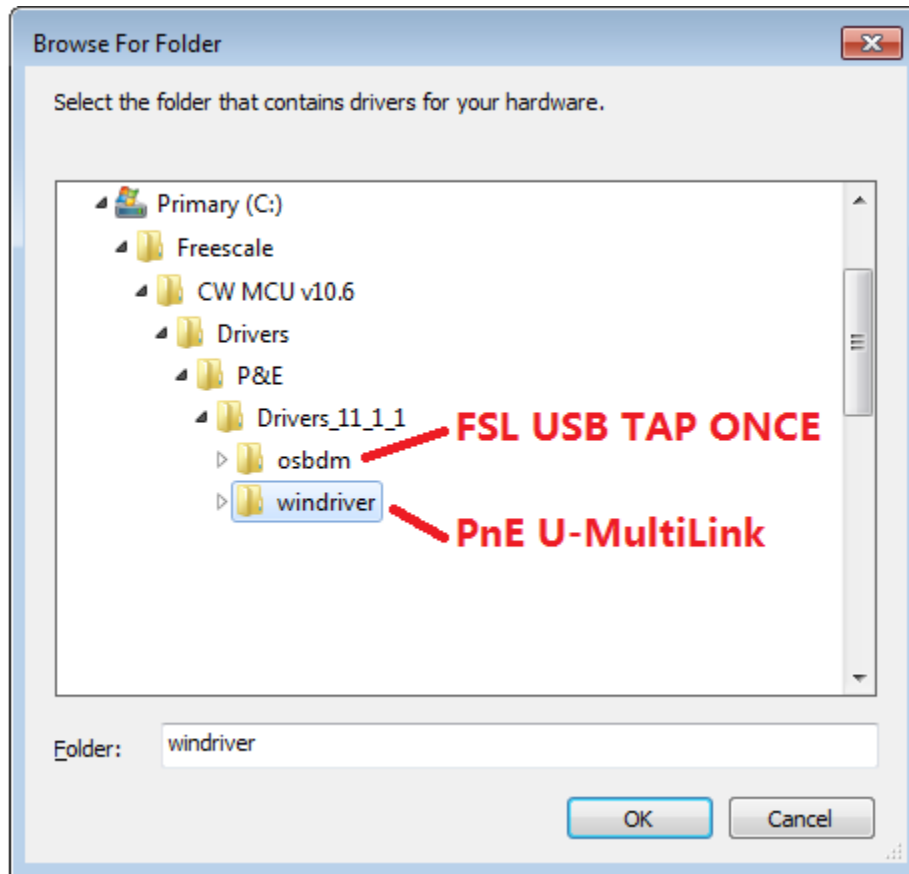 Browse For Folder
Select the folder that contains drivers for your hardware.
Primary (C:)
Freescale
CW MCU v10.6
Drivers
P&E
Drivers_11_1_1
FSL USB TAP ONCE
osbdm
windriver
PnE U-MultiLink
Folder: windriver
OK Cancel